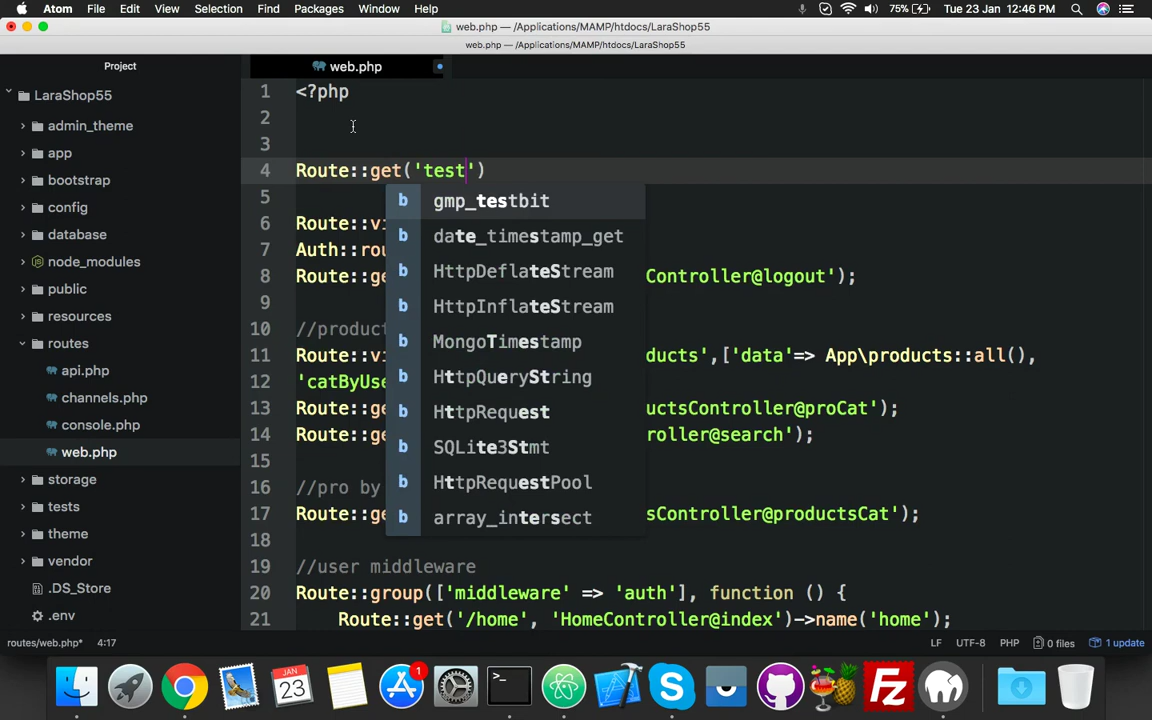 Atom File Edit View Selection Find Packages Window Help 75% Tue 23 Jan 12:46 PM
web.php — /Applications/MAMP/htdocs/LaraShop55
web.php — /Applications/MAMP/htdocs/LaraShop55
Project
LaraShop55
admin_theme
app
bootstrap
config
database
node_modules
public
resources
routes
api.php
channels.php
console.php
web.php
storage
tests
theme
vendor
.DS_Store
.env
web.php
1 <?php
2
3
4 Route::get('test')
5
6 Route::vi
7 Auth::rou
8 Route::ge Controller@logout');
9
10 //product
11 Route::vi ducts',['data'=> App\products::all(),
12 'catByUse
13 Route::ge uctsController@proCat');
14 Route::ge roller@search');
15
16 //pro by
17 Route::ge sController@productsCat');
18
19 //user middleware
20 Route::group(['middleware' => 'auth'], function () {
21 Route::get('/home', 'HomeController@index')->name('home');
b gmp_testbit
b date_timestamp_get
b HttpDeflateStream
b HttpInflateStream
b MongoTimestamp
b HttpQueryString
b HttpRequest
b SQLite3Stmt
b HttpRequestPool
b array_intersect
routes/web.php* 4:17 LF UTF-8 PHP 0 files 1 update
JAN
23
1